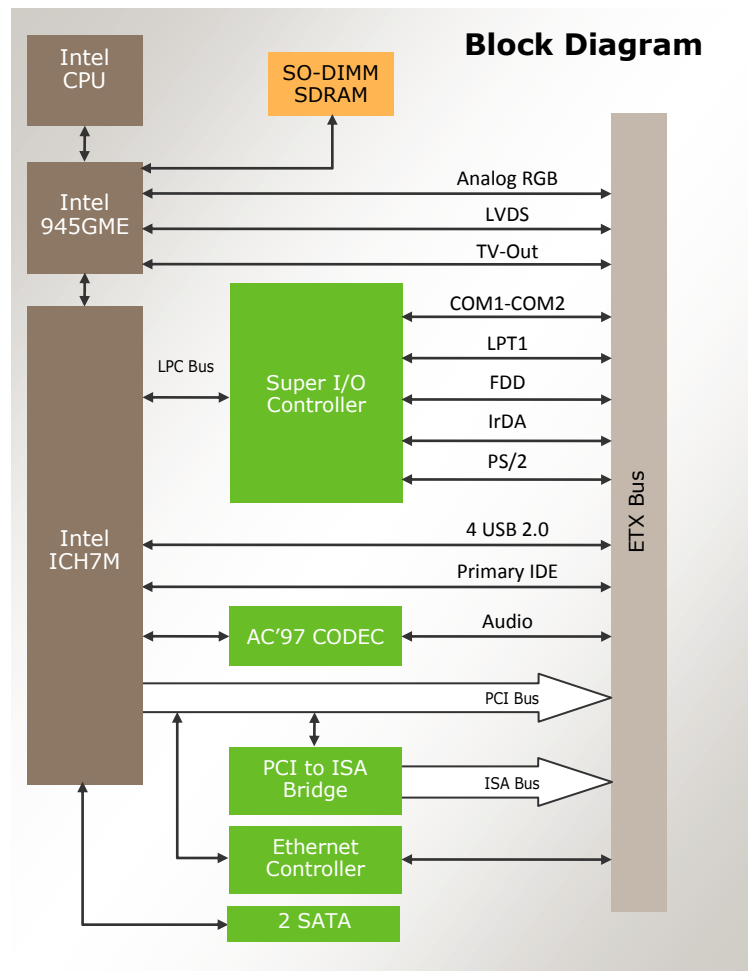 Block Diagram
Intel
CPU
SO-DIMM
SDRAM
Intel
945GME
Analog RGB
LVDS
TV-Out
COM1-COM2
LPT1
FDD
IrDA
PS/2
LPC Bus
Super I/O
Controller
ETX Bus
Intel
ICH7M
4 USB 2.0
Primary IDE
AC’97 CODEC
Audio
PCI Bus
PCI to ISA
Bridge
ISA Bus
Ethernet
Controller
2 SATA